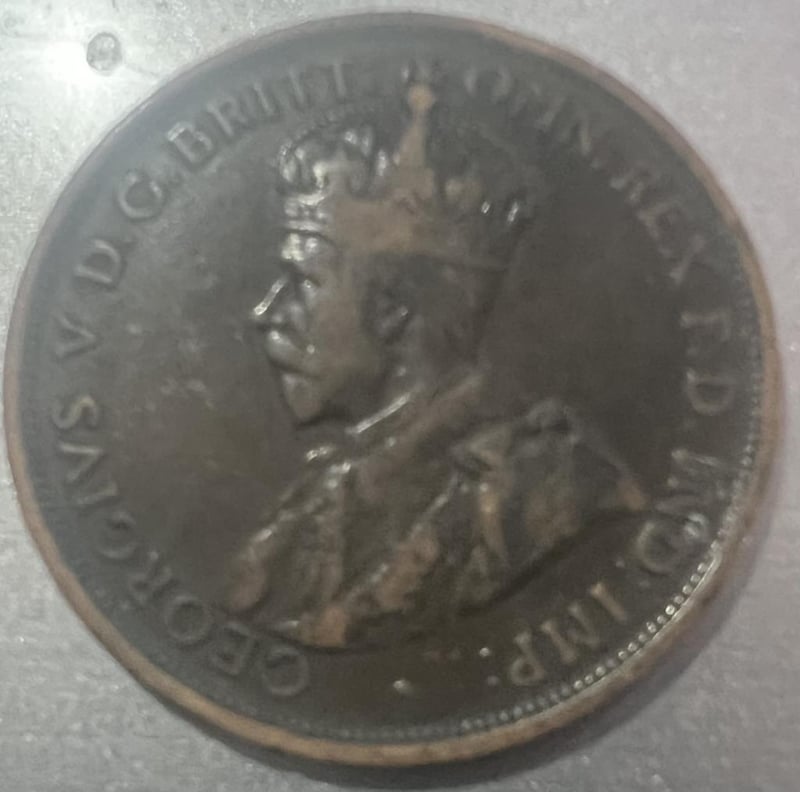 GEORGIVS V D.G. BRITT: OMN. REX F.D. IND: IMP: